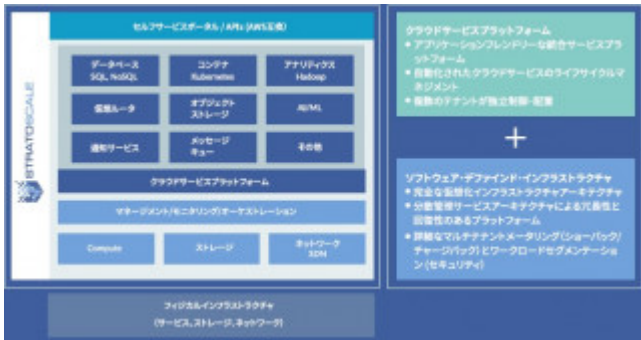 セルフサービスポータル / APIs (AWS互換)
STRATOSCALE
データベース
SQL, NoSQL
コンテナ
Kubernetes
アナリティクス
Hadoop
仮想ルータ
オブジェクト
ストレージ
AI/ML
通知サービス
メッセージ
キュー
その他
クラウドサービスプラットフォーム
マネージメント/モニタリング/オーケストレーション
Compute
ストレージ
ネットワーク
SDN
フィジカルインフラストラクチャ
(サービス、ストレージ、ネットワーク)
クラウドサービスプラットフォーム
• アプリケーションフレンドリーな統合サービスプラ
ットフォーム
• 自動化されたクラウドサービスのライフサイクルマ
ネジメント
• 複数のテナントが独立制御・配置
+
ソフトウェア・デファインド・インフラストラクチャ
• 完全な仮想化インフラストラクチャアーキテクチャ
• 分散管理サービスアーキテクチャによる冗長性と
回復性のあるプラットフォーム
• 詳細なマルチテナントメータリング(ショーバック/
チャージバック)とワークロードセグメンテーショ
ン (セキュリティ)